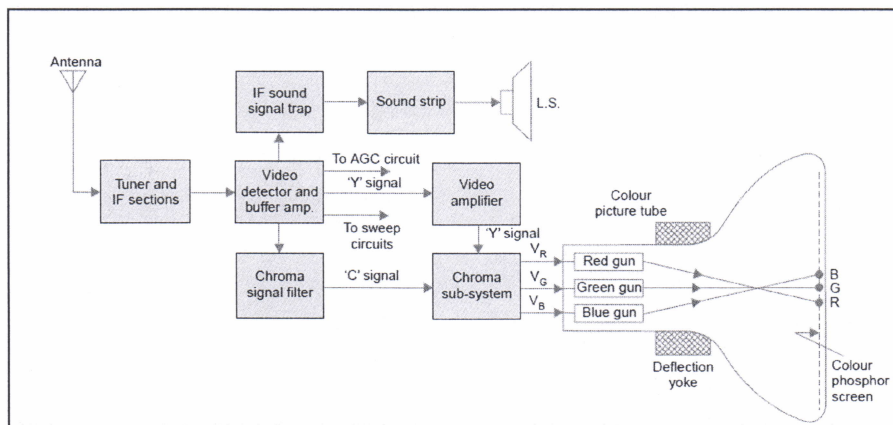 Antenna
IF sound
signal trap
Sound strip
L.S.
Tuner and
IF sections
Video
detector and
buffer amp.
To AGC circuit
'Y' signal
To sweep
circuits
Video
amplifier
'Y' signal
Chroma
signal filter
'C' signal
Chroma
sub-system
V_R
V_G
V_B
Colour
picture tube
Red gun
Green gun
Blue gun
B
G
R
Deflection
yoke
Colour
phosphor
screen